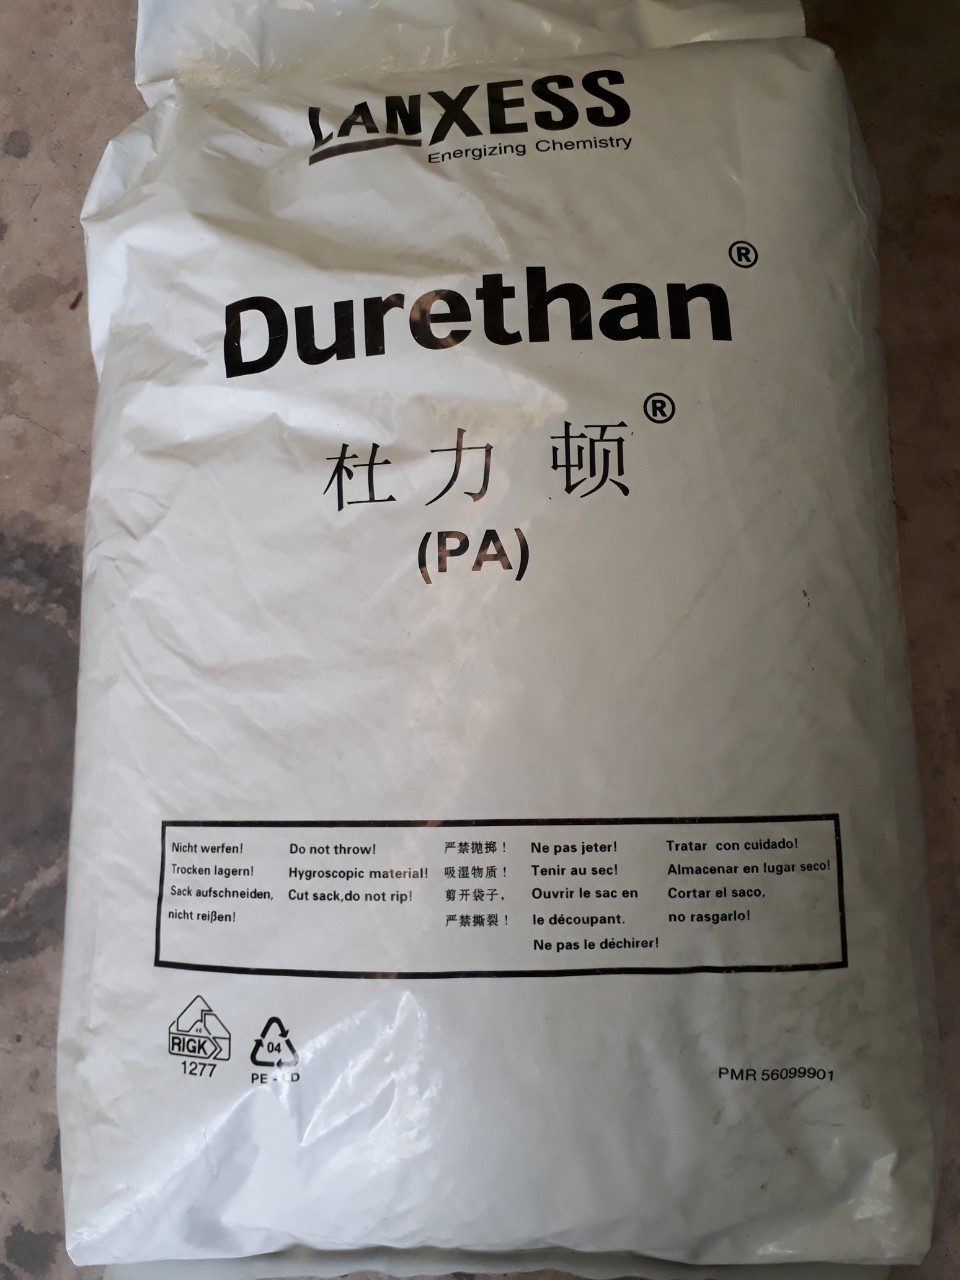 LANXESS
Energizing Chemistry
Durethan®
杜力顿®
(PA)
Nicht werfen!
Trocken lagern!
Sack aufschneiden,
nicht reißen!
Do not throw!
Hygroscopic material!
Cut sack,do not rip!
严禁抛掷！
吸湿物质！
剪开袋子，
严禁撕裂！
Ne pas jeter!
Tenir au sec!
Ouvrir le sac en
le découpant.
Ne pas le déchirer!
Tratar con cuidado!
Almacenar en lugar seco!
Cortar el saco,
no rasgarlo!
RIGK
1277
04
PE-LD
PMR 56099901